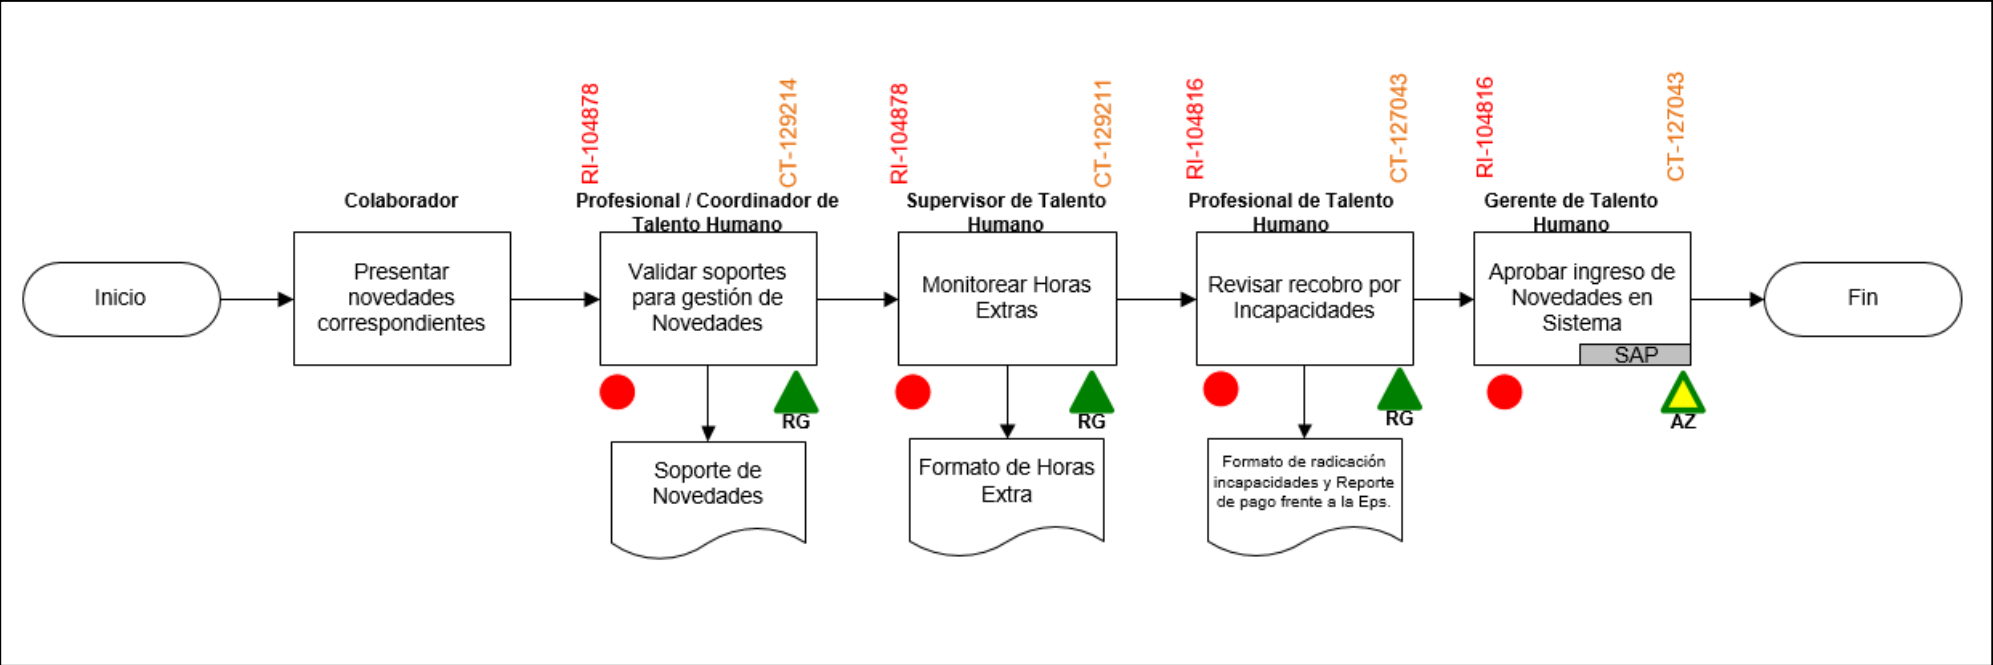 RI-104878
CT-129214
RI-104878
CT-129211
RI-104816
CT-127043
RI-104816
CT-127043
Colaborador
Profesional / Coordinador de
Talento Humano
Supervisor de Talento
Humano
Profesional de Talento
Humano
Gerente de Talento
Humano
Inicio
Presentar
novedades
correspondientes
Validar soportes
para gestión de
Novedades
Monitorear Horas
Extras
Revisar recobro por
Incapacidades
Aprobar ingreso de
Novedades en
Sistema
SAP
Fin
RG
RG
RG
AZ
Soporte de
Novedades
Formato de Horas
Extra
Formato de radicación
incapacidades y Reporte
de pago frente a la Eps.